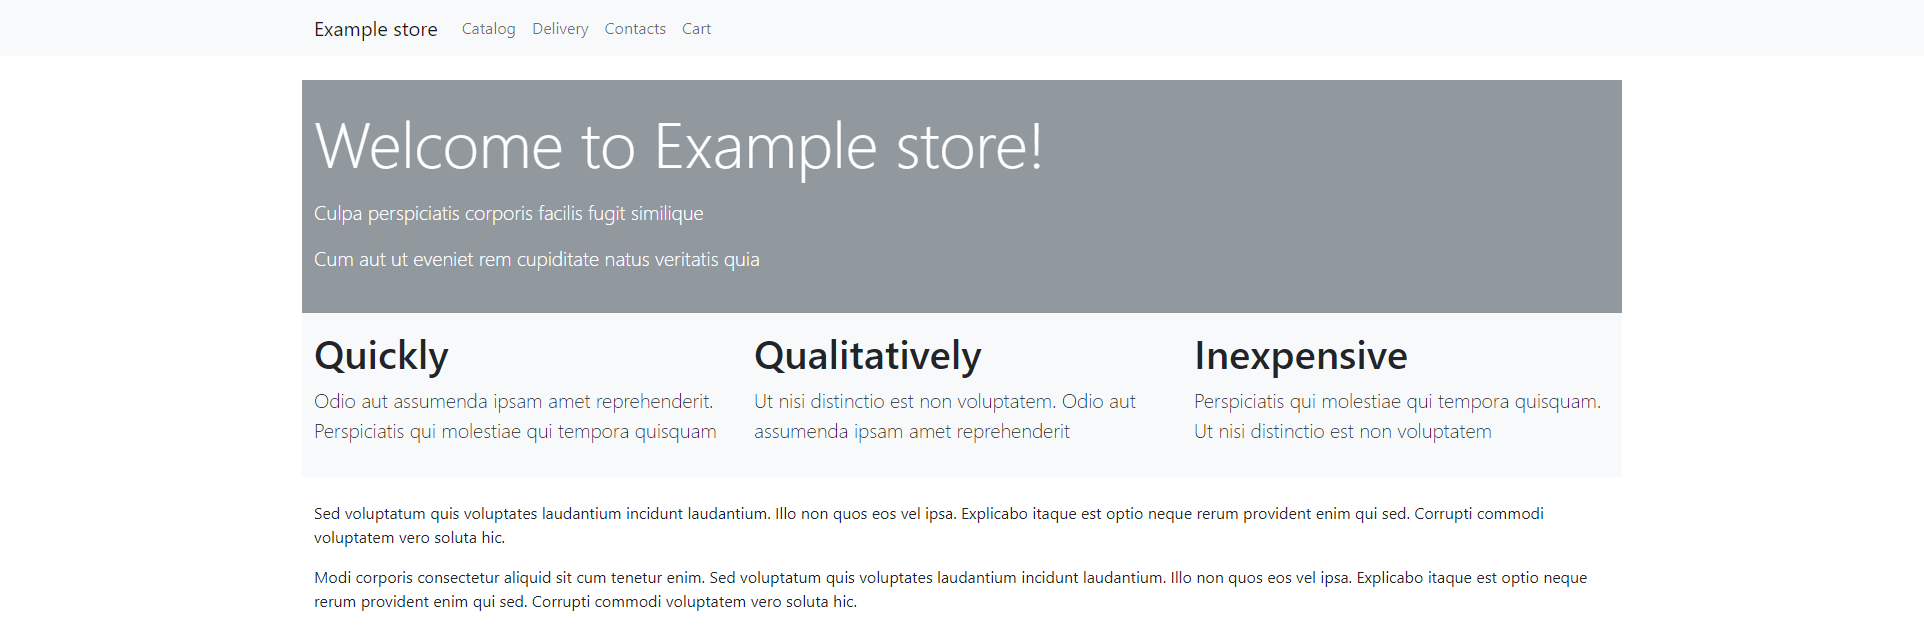 Example store Catalog Delivery Contacts Cart
Welcome to Example store!
Culpa perspiciatis corporis facilis fugit similique
Cum aut ut eveniet rem cupiditate natus veritatis quia
Quickly
Odio aut assumenda ipsam amet reprehenderit.
Perspiciatis qui molestiae qui tempora quisquam
Qualitatively
Ut nisi distinctio est non voluptatem. Odio aut
assumenda ipsam amet reprehenderit
Inexpensive
Perspiciatis qui molestiae qui tempora quisquam.
Ut nisi distinctio est non voluptatem
Sed voluptatum quis voluptates laudantium incidunt laudantium. Illo non quos eos vel ipsa. Explicabo itaque est optio neque rerum provident enim qui sed. Corrupti commodi
voluptatem vero soluta hic.
Modi corporis consectetur aliquid sit cum tenetur enim. Sed voluptatum quis voluptates laudantium incidunt laudantium. Illo non quos eos vel ipsa. Explicabo itaque est optio neque
rerum provident enim qui sed. Corrupti commodi voluptatem vero soluta hic.